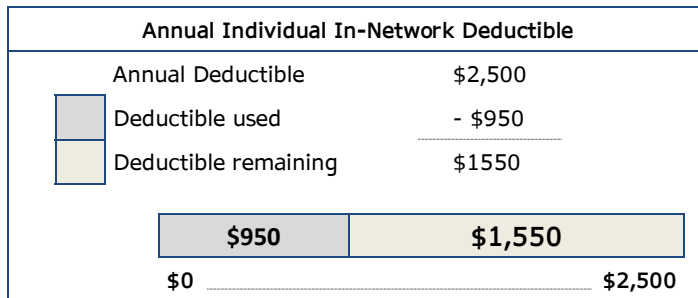 Annual Individual In-Network Deductible
Annual Deductible $2,500
Deductible used - $950
Deductible remaining $1550
$950 $1,550
$0 $2,500